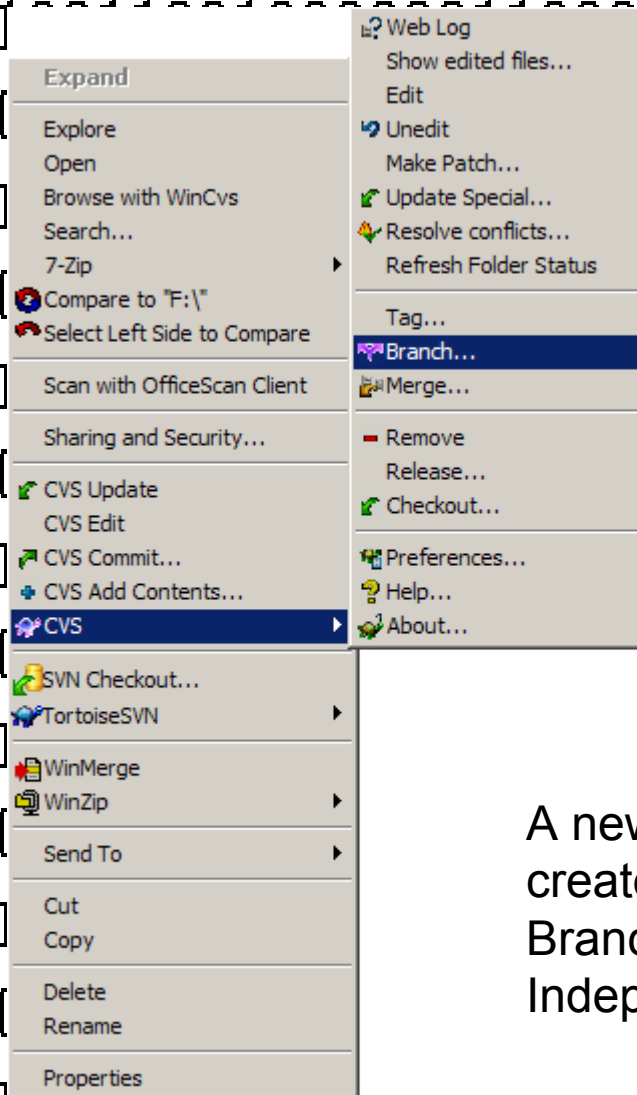 Expand
Explore
Open
Browse with WinCvs
Search...
7-Zip
Compare to "F:\"
Select Left Side to Compare
Scan with OfficeScan Client
Sharing and Security...
CVS Update
CVS Edit
CVS Commit...
CVS Add Contents...
CVS
SVN Checkout...
TortoiseSVN
WinMerge
WinZip
Send To
Cut
Copy
Delete
Rename
Properties
Web Log
Show edited files...
Edit
Unedit
Make Patch...
Update Special...
Resolve conflicts...
Refresh Folder Status
Tag...
Branch...
Merge...
Remove
Release...
Checkout...
Preferences...
Help...
About...
A